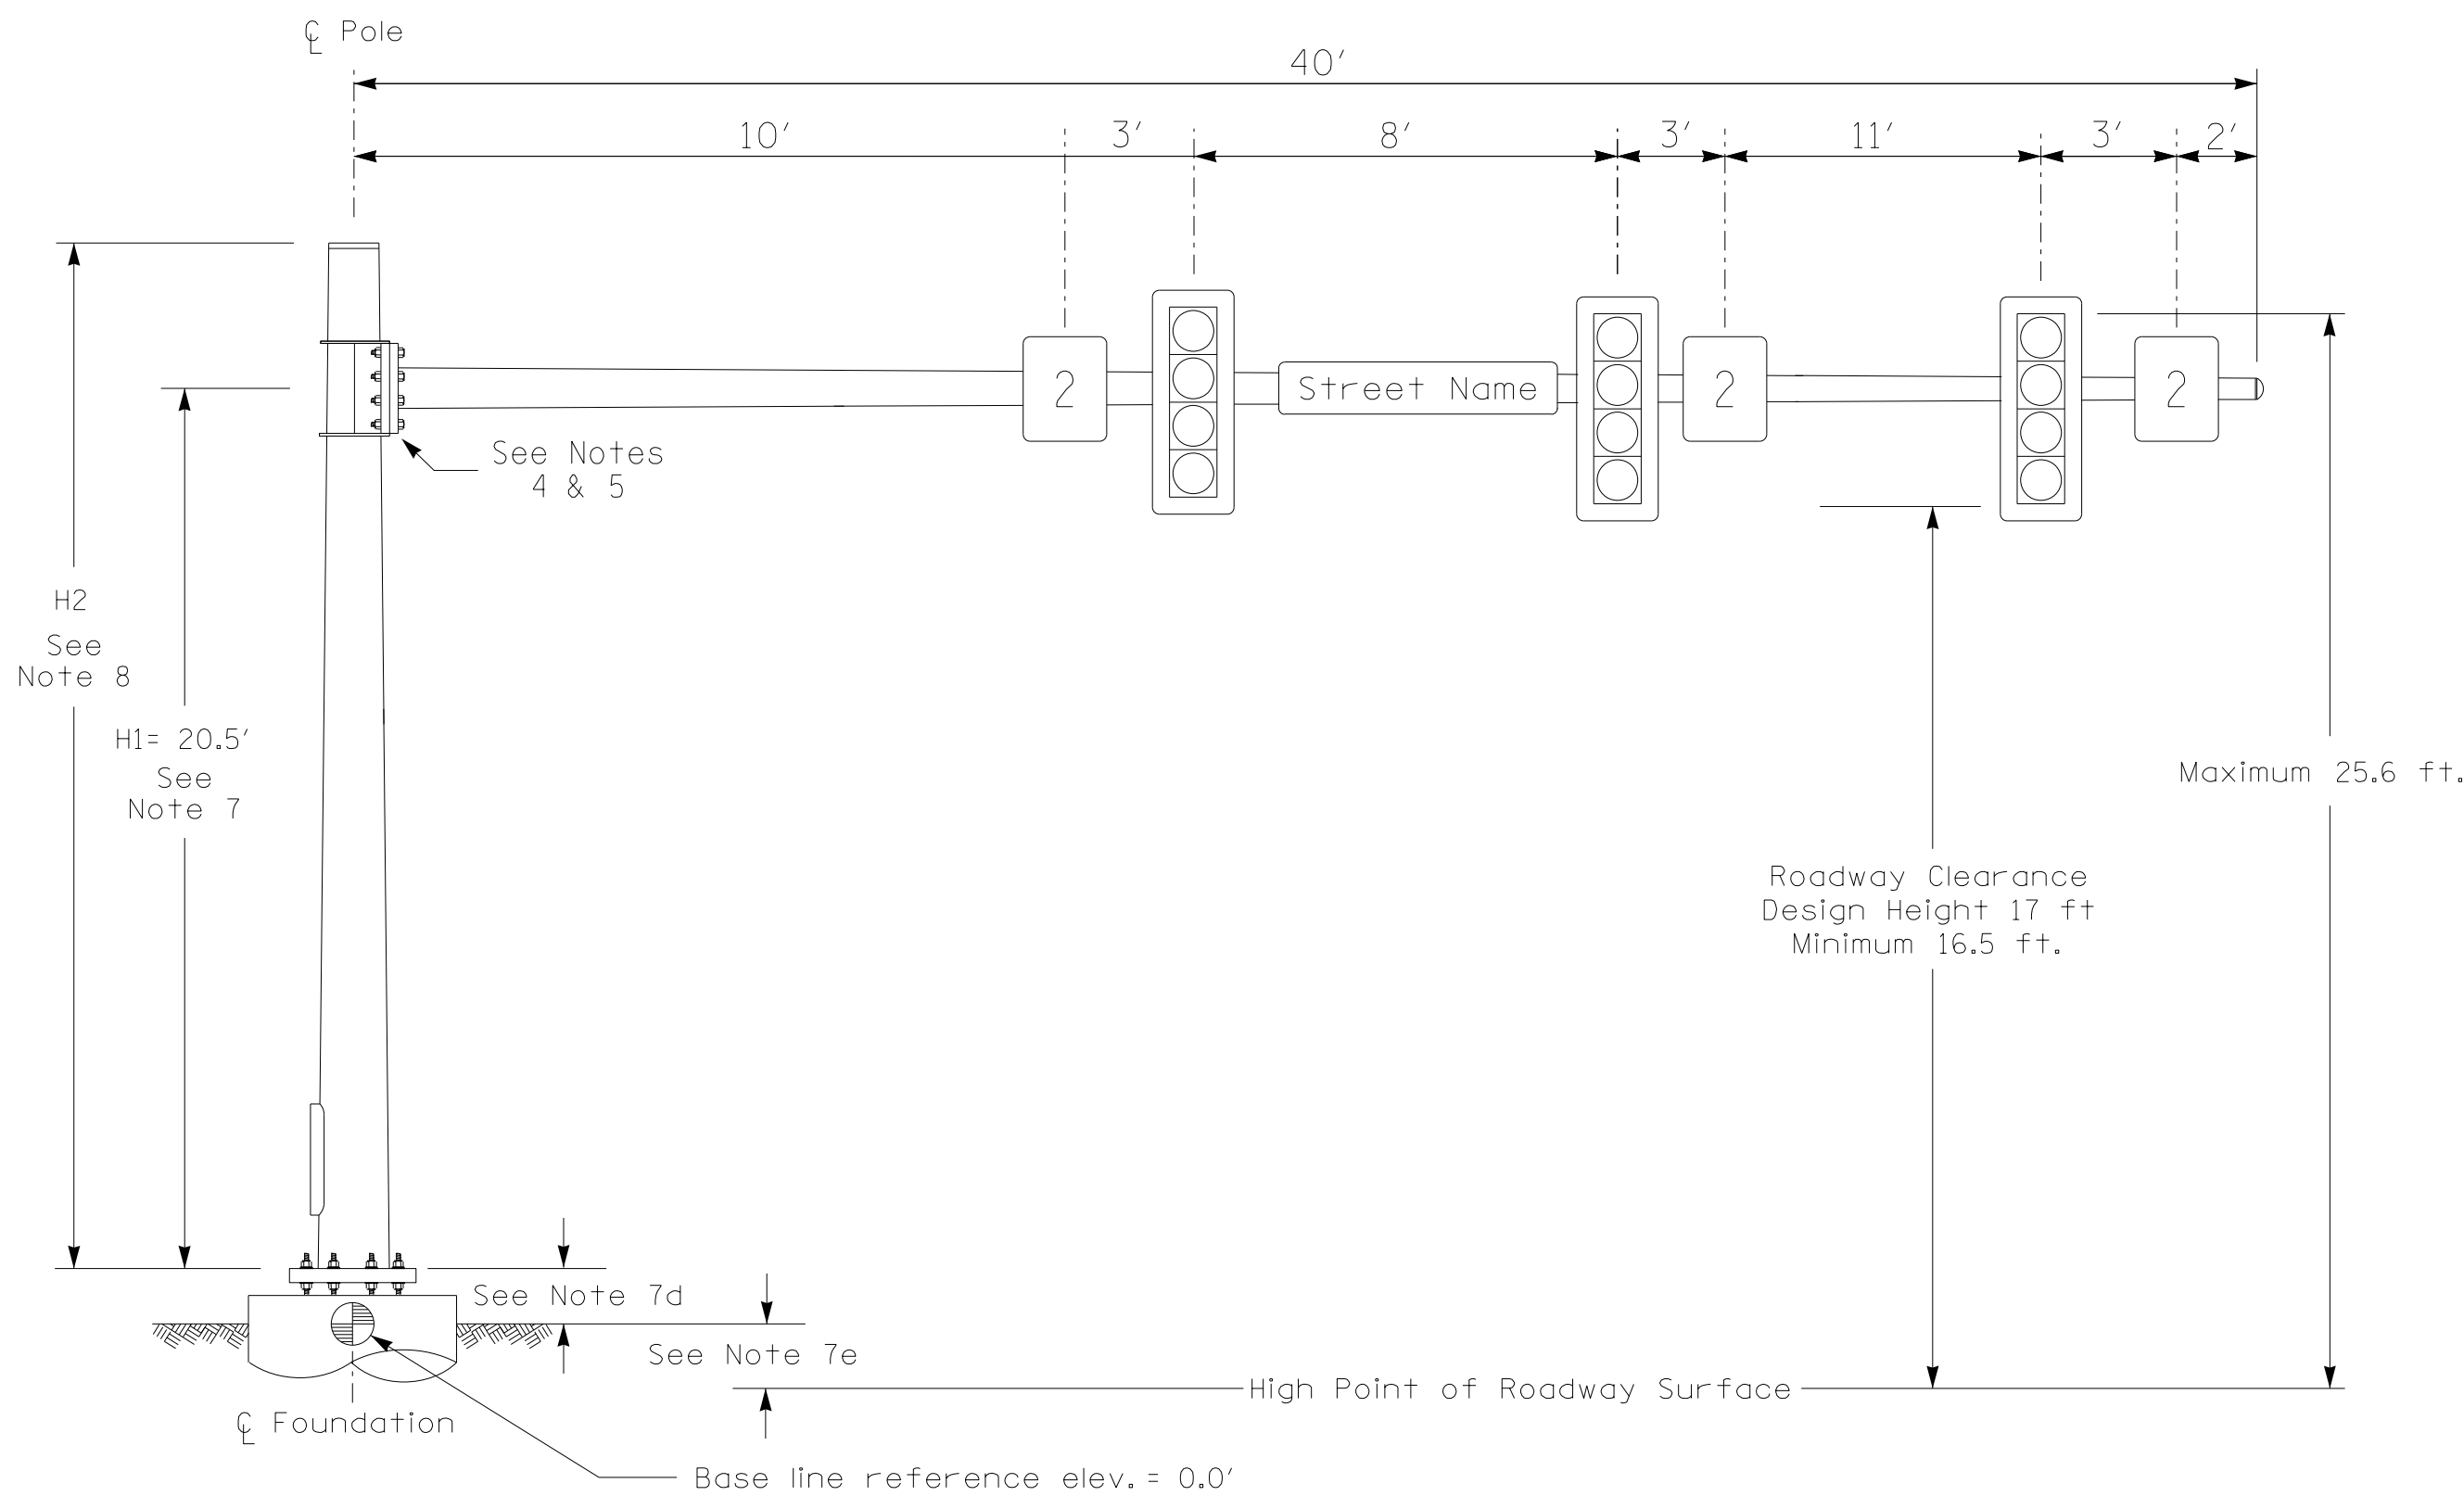 ℄ Pole
40'
10'
3'
8'
3'
11'
3'
2'
2
Street Name
2
2
See Notes
4 & 5
H2
See
Note 8
H1= 20.5'
See
Note 7
Maximum 25.6 ft.
Roadway Clearance
Design Height 17 ft
Minimum 16.5 ft.
See Note 7d
See Note 7e
High Point of Roadway Surface
℄ Foundation
Base line reference elev. = 0.0'